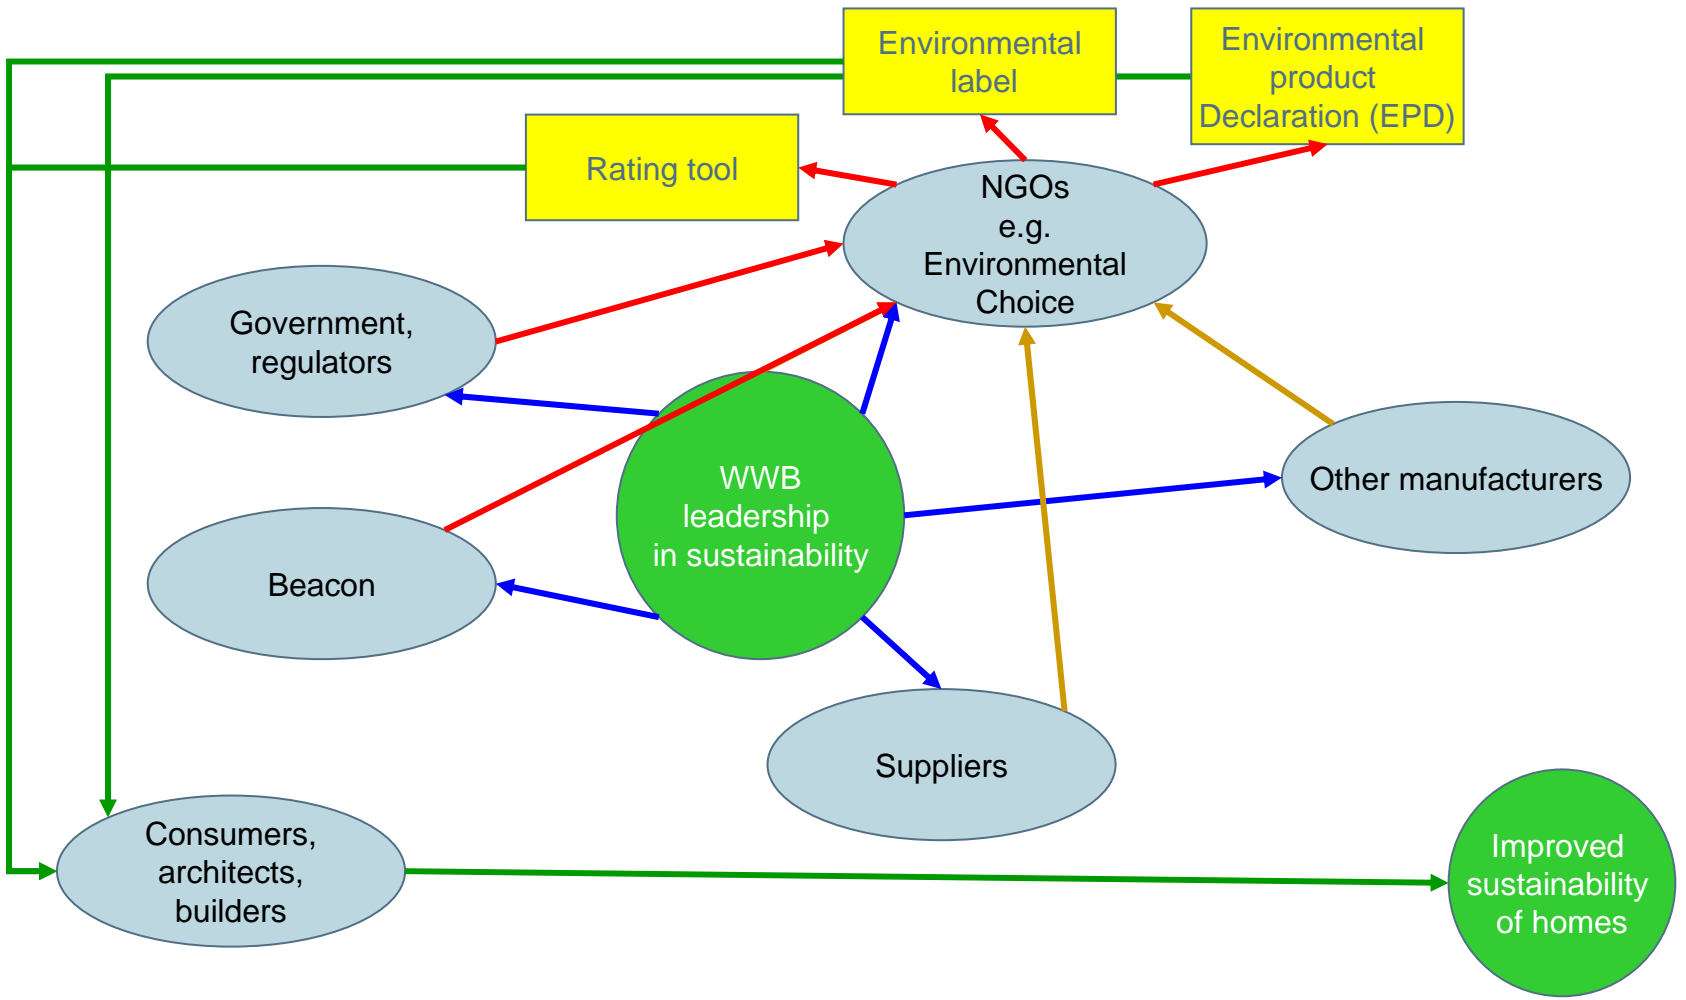 Environmental
label
Environmental
product
Declaration (EPD)
Rating tool
NGOs
e.g.
Environmental
Choice
Government,
regulators
WWB
leadership
in sustainability
Other manufacturers
Beacon
Suppliers
Consumers,
architects,
builders
Improved
sustainability
of homes